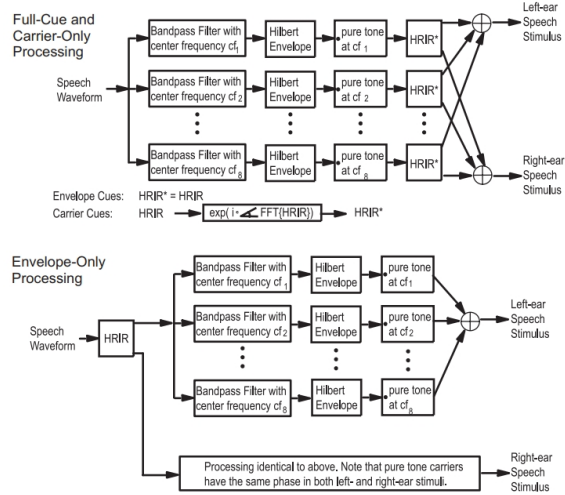 Full-Cue and
Carrier-Only
Processing
Speech
Waveform
Bandpass Filter with
center frequency cf1
Hilbert
Envelope
• pure tone
at cf 1
HRIR*
Bandpass Filter with
center frequency cf2
Hilbert
Envelope
• pure tone
at cf 2
HRIR*
Bandpass Filter with
center frequency cf8
Hilbert
Envelope
• pure tone
at cf 8
HRIR*
Left-ear
Speech
Stimulus
Right-ear
Speech
Stimulus
Envelope Cues: HRIR* = HRIR
Carrier Cues: HRIR exp( i* ∡ FFT{HRIR}) HRIR*
Envelope-Only
Processing
Speech
Waveform
HRIR
Bandpass Filter with
center frequency cf1
Hilbert
Envelope
• pure tone
at cf1
Bandpass Filter with
center frequency cf2
Hilbert
Envelope
• pure tone
at cf2
Bandpass Filter with
center frequency cf8
Hilbert
Envelope
• pure tone
at cf8
Left-ear
Speech
Stimulus
Processing identical to above. Note that pure tone carriers
have the same phase in both left- and right-ear stimuli.
Right-ear
Speech
Stimulus